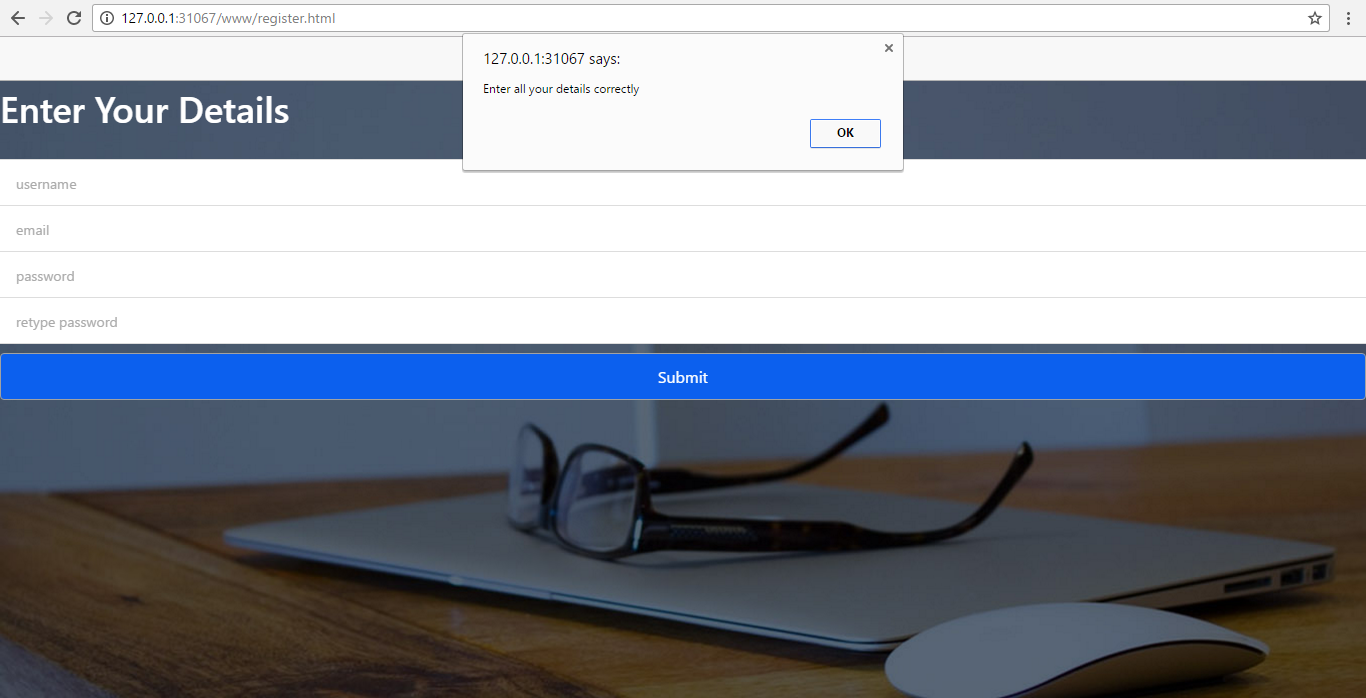 127.0.0.1:31067/www/register.html
127.0.0.1:31067 says:
Enter all your details correctly
OK
Enter Your Details
username
email
password
retype password
Submit